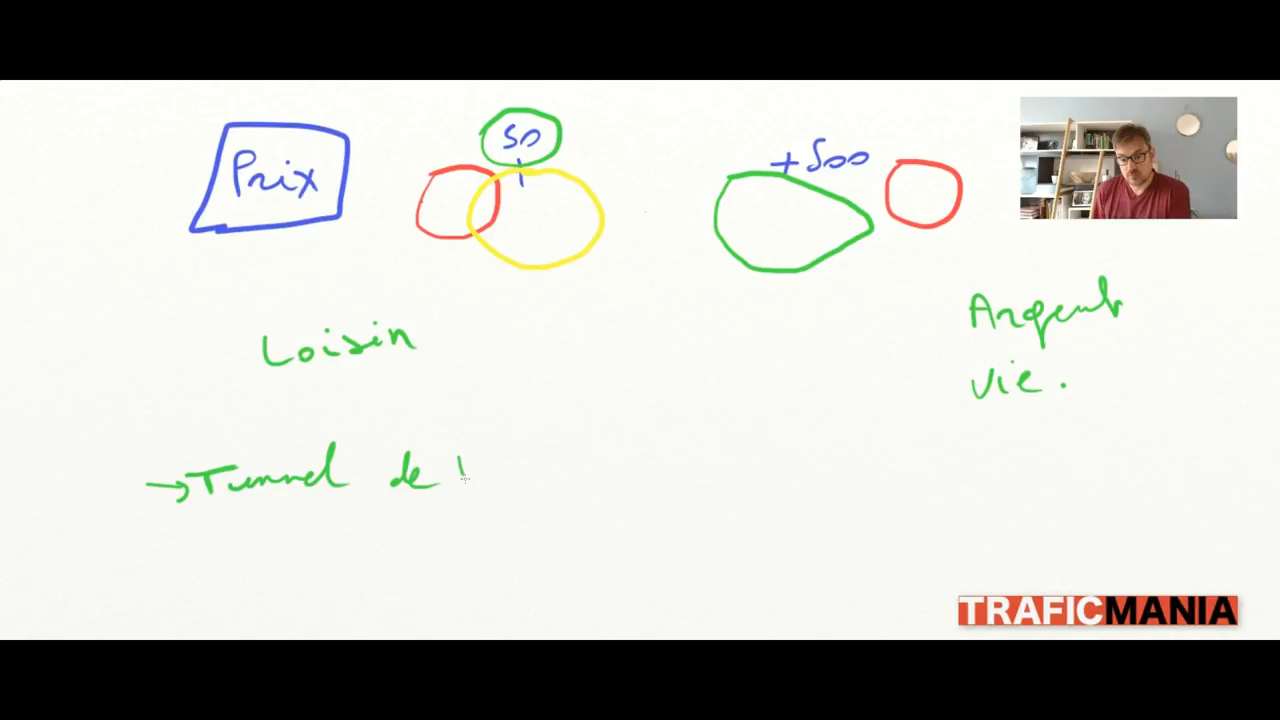 Prix
50
+500
Loisir
Argent
vie.
→Tunnel de
TRAFICMANIA